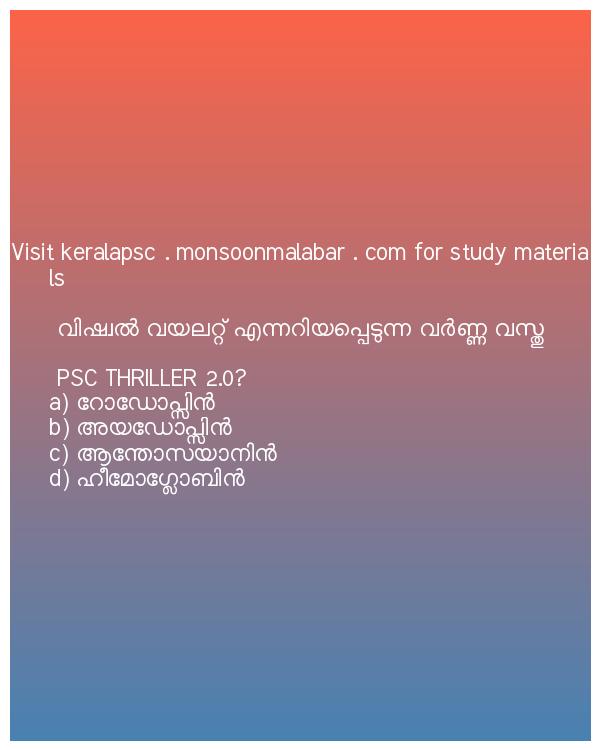 Visit keralapsc . monsoonmalabar . com for study materia
ls
വിഷ്വൽ വയലറ്റ് എന്നറിയപ്പെടുന്ന വർണ്ണ വസ്തു
PSC THRILLER 2.0?
a) റോഡോപ്സിൻ
b) അയഡോപ്സിൻ
c) ആന്തോസയാനിൻ
d) ഹീമോഗ്ലോബിൻ